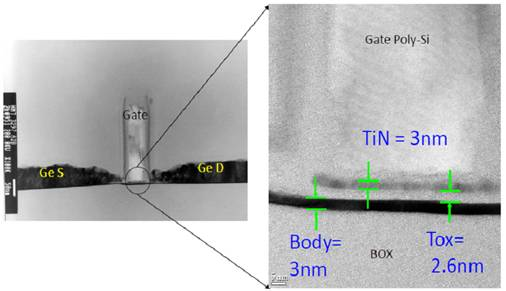 Gate
Ge S
Ge D
Gate Poly-Si
TiN = 3nm
Body=
3nm
BOX
Tox=
2.6nm